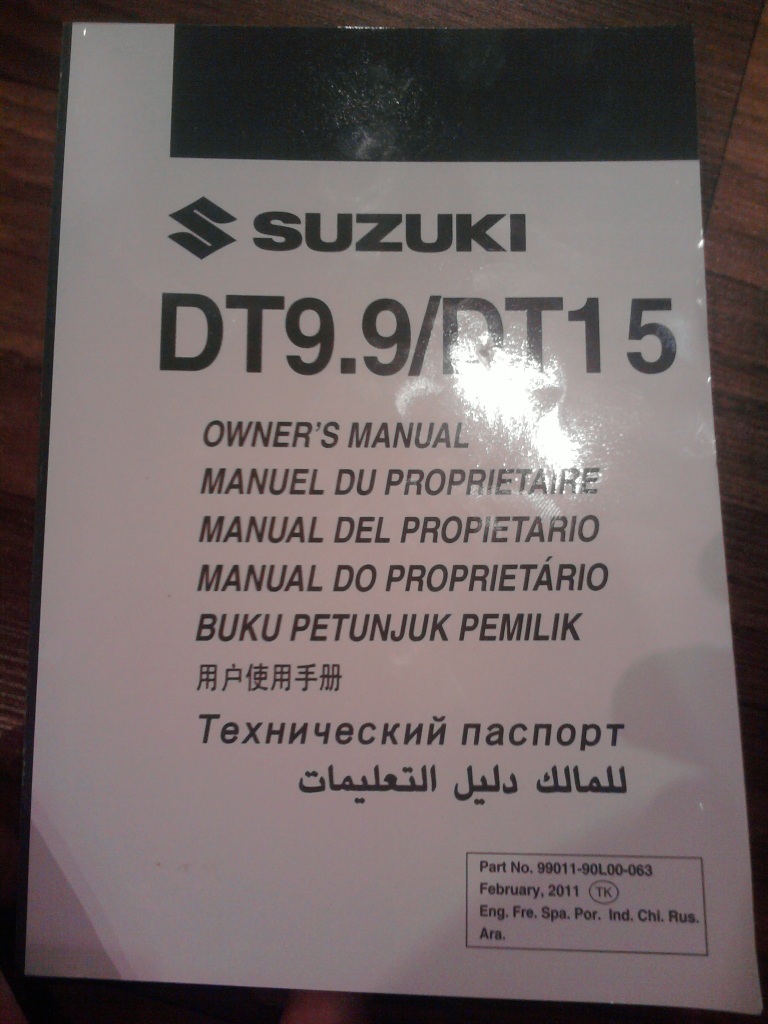 SUZUKI
DT9.9/DT15
OWNER'S MANUAL
MANUEL DU PROPRIETAIRE
MANUAL DEL PROPIETARIO
MANUAL DO PROPRIETÁRIO
BUKU PETUNJUK PEMILIK
用户使用手册
Технический паспорт
للمالك دليل التعليمات
Part No. 99011-90L00-063
February, 2011 TK
Eng. Fre. Spa. Por. Ind. Chi. Rus.
Ara.